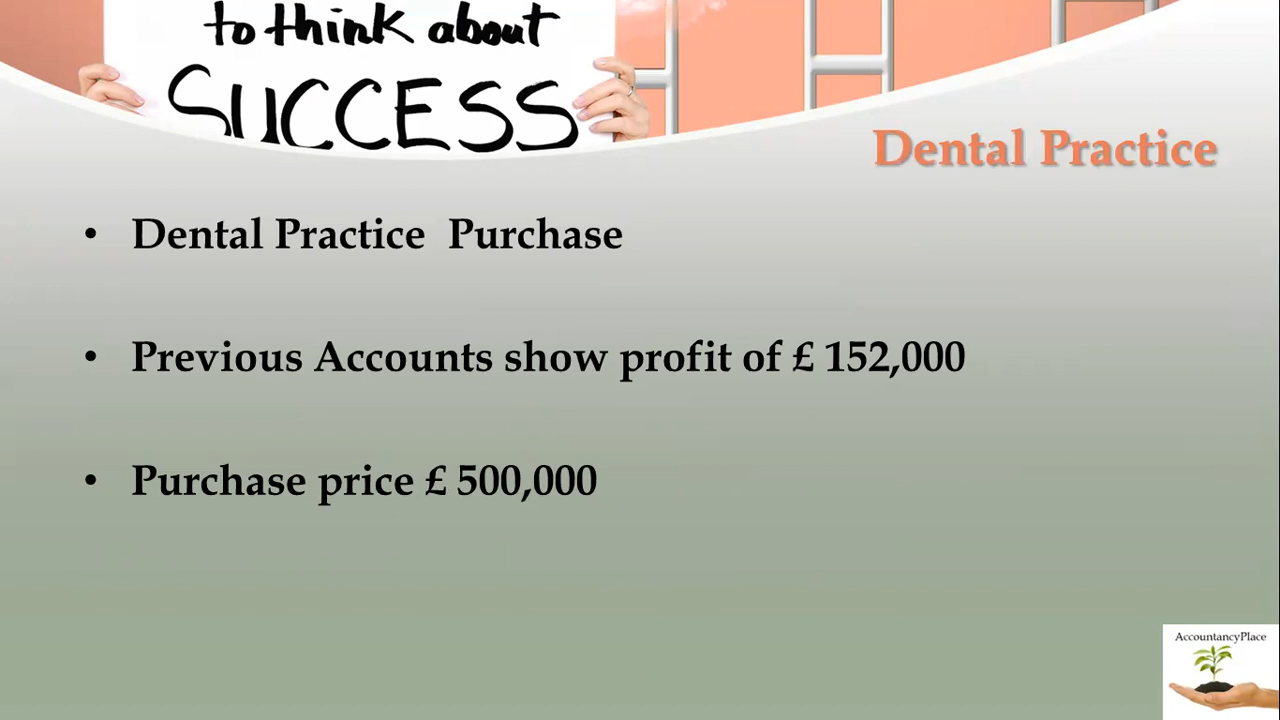 to think about
SUCCESS
Dental Practice
• Dental Practice Purchase
• Previous Accounts show profit of £ 152,000
• Purchase price £ 500,000
AccountancyPlace